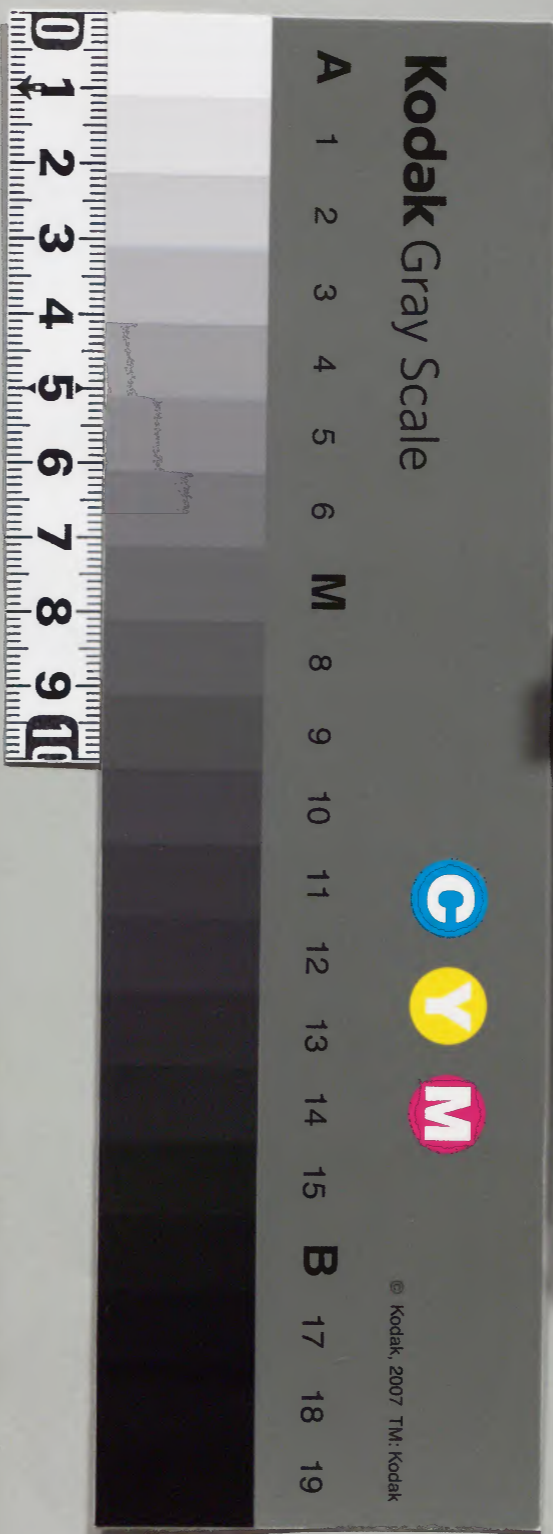 Kodak Gray Scale
C Y M
© Kodak, 2007 TM: Kodak
A 1 2 3 4 5 6 M 8 9 10 11 12 13 14 15 B 17 18 19
0 1 2 3 4 5 6 7 8 9 10